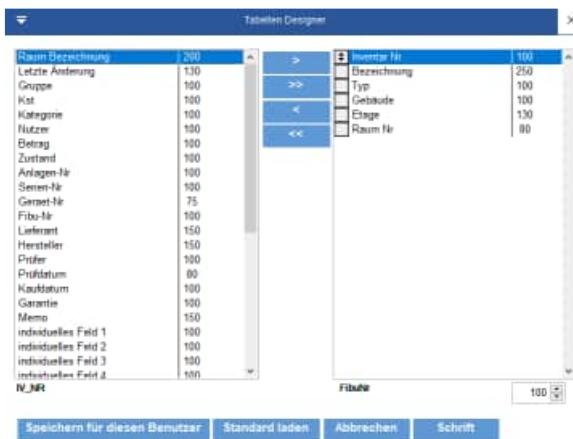 Tabellen Designer
Raum Bezeichnung 200
Letzte Änderung 130
Gruppe 100
Kst 100
Kategorie 100
Nutzer 100
Betrag 100
Zustand 100
Anlagen-Nr 100
Serien-Nr 100
Geraet-Nr 75
Fibu-Nr 100
Lieferant 150
Hersteller 150
Prüfer 100
Prüfdatum 80
Kaufdatum 100
Garantie 100
Memo 150
individuelles Feld 1 100
individuelles Feld 2 100
individuelles Feld 3 100
individuelles Feld 4 100
IV_NR
>
>>
<
<<
Inventar Nr 100
Bezeichnung 250
Typ 100
Gebäude 100
Etage 130
Raum Nr 80
FibuNr 100
Speichern für diesen Benutzer Standard laden Abbrechen Schrift